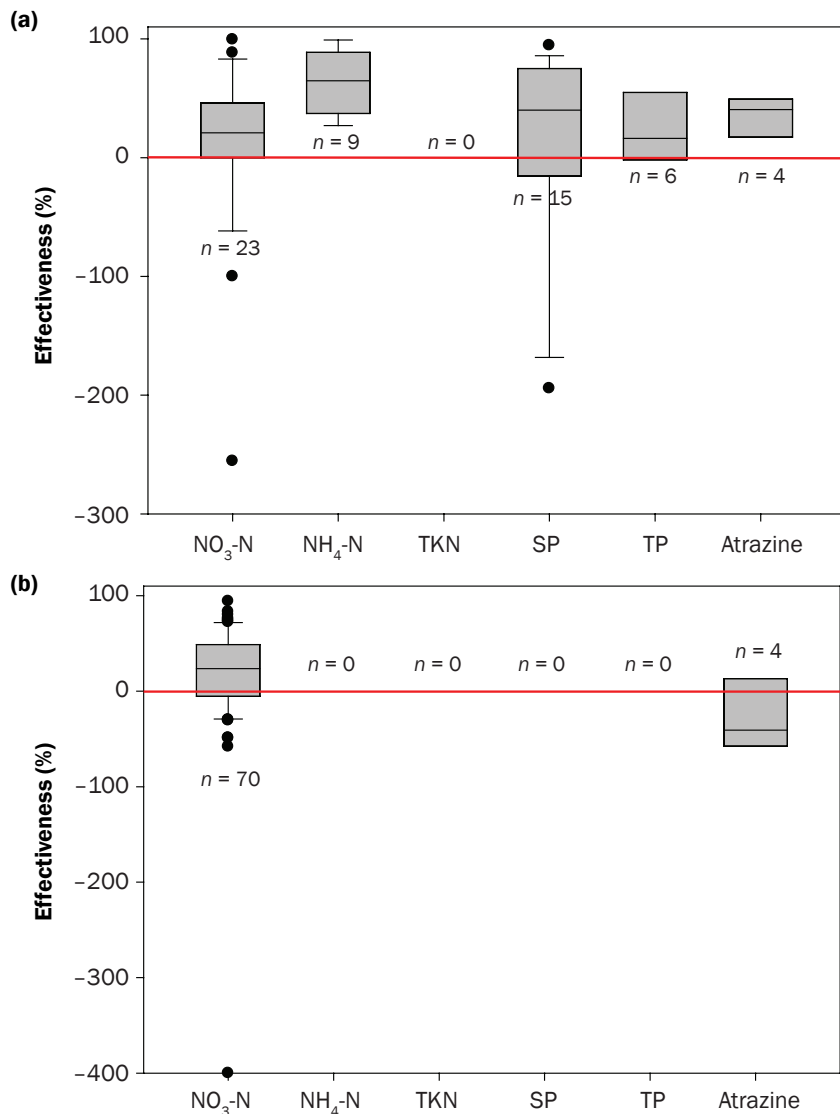 (a)
Effectiveness (%)
100
0
−100
−200
−300
n = 23
n = 9
n = 0
n = 15
n = 6
n = 4
NO₃-N NH₄-N TKN SP TP Atrazine
(b)
Effectiveness (%)
100
0
−100
−200
−300
−400
n = 70
n = 0
n = 0
n = 0
n = 0
n = 4
NO₃-N NH₄-N TKN SP TP Atrazine